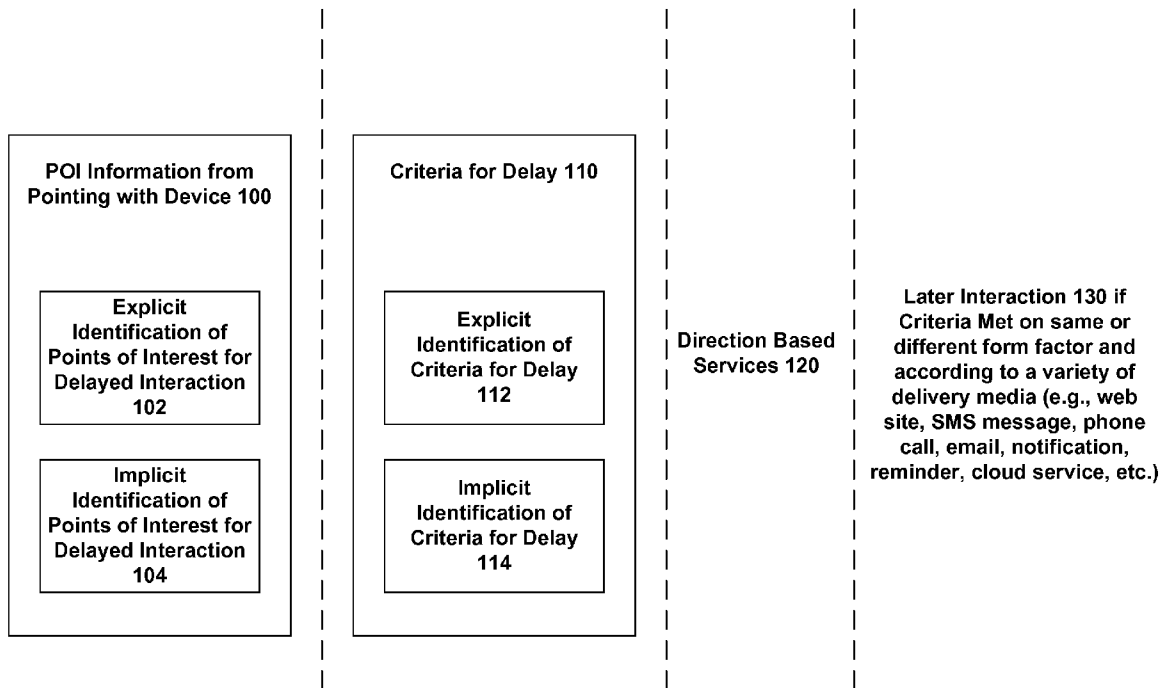 POI Information from
Pointing with Device 100
Explicit
Identification of
Points of Interest for
Delayed Interaction
102
Implicit
Identification of
Points of Interest for
Delayed Interaction
104
Criteria for Delay 110
Explicit
Identification of
Criteria for Delay
112
Implicit
Identification of
Criteria for Delay
114
Direction Based
Services 120
Later Interaction 130 if
Criteria Met on same or
different form factor and
according to a variety of
delivery media (e.g., web
site, SMS message, phone
call, email, notification,
reminder, cloud service, etc.)